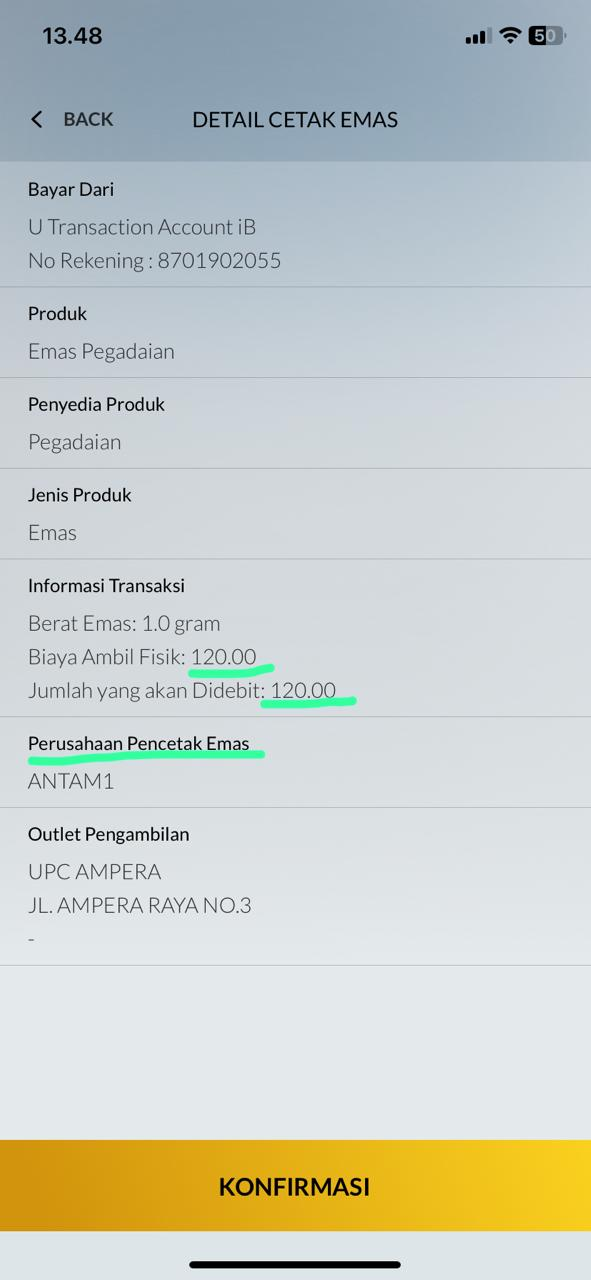 13.48
50
BACK
DETAIL CETAK EMAS
Bayar Dari
U Transaction Account iB
No Rekening : 8701902055
Produk
Emas Pegadaian
Penyedia Produk
Pegadaian
Jenis Produk
Emas
Informasi Transaksi
Berat Emas: 1.0 gram
Biaya Ambil Fisik: 120.00
Jumlah yang akan Didebit: 120.00
Perusahaan Pencetak Emas
ANTAM1
Outlet Pengambilan
UPC AMPERA
JL. AMPERA RAYA NO.3
-
KONFIRMASI